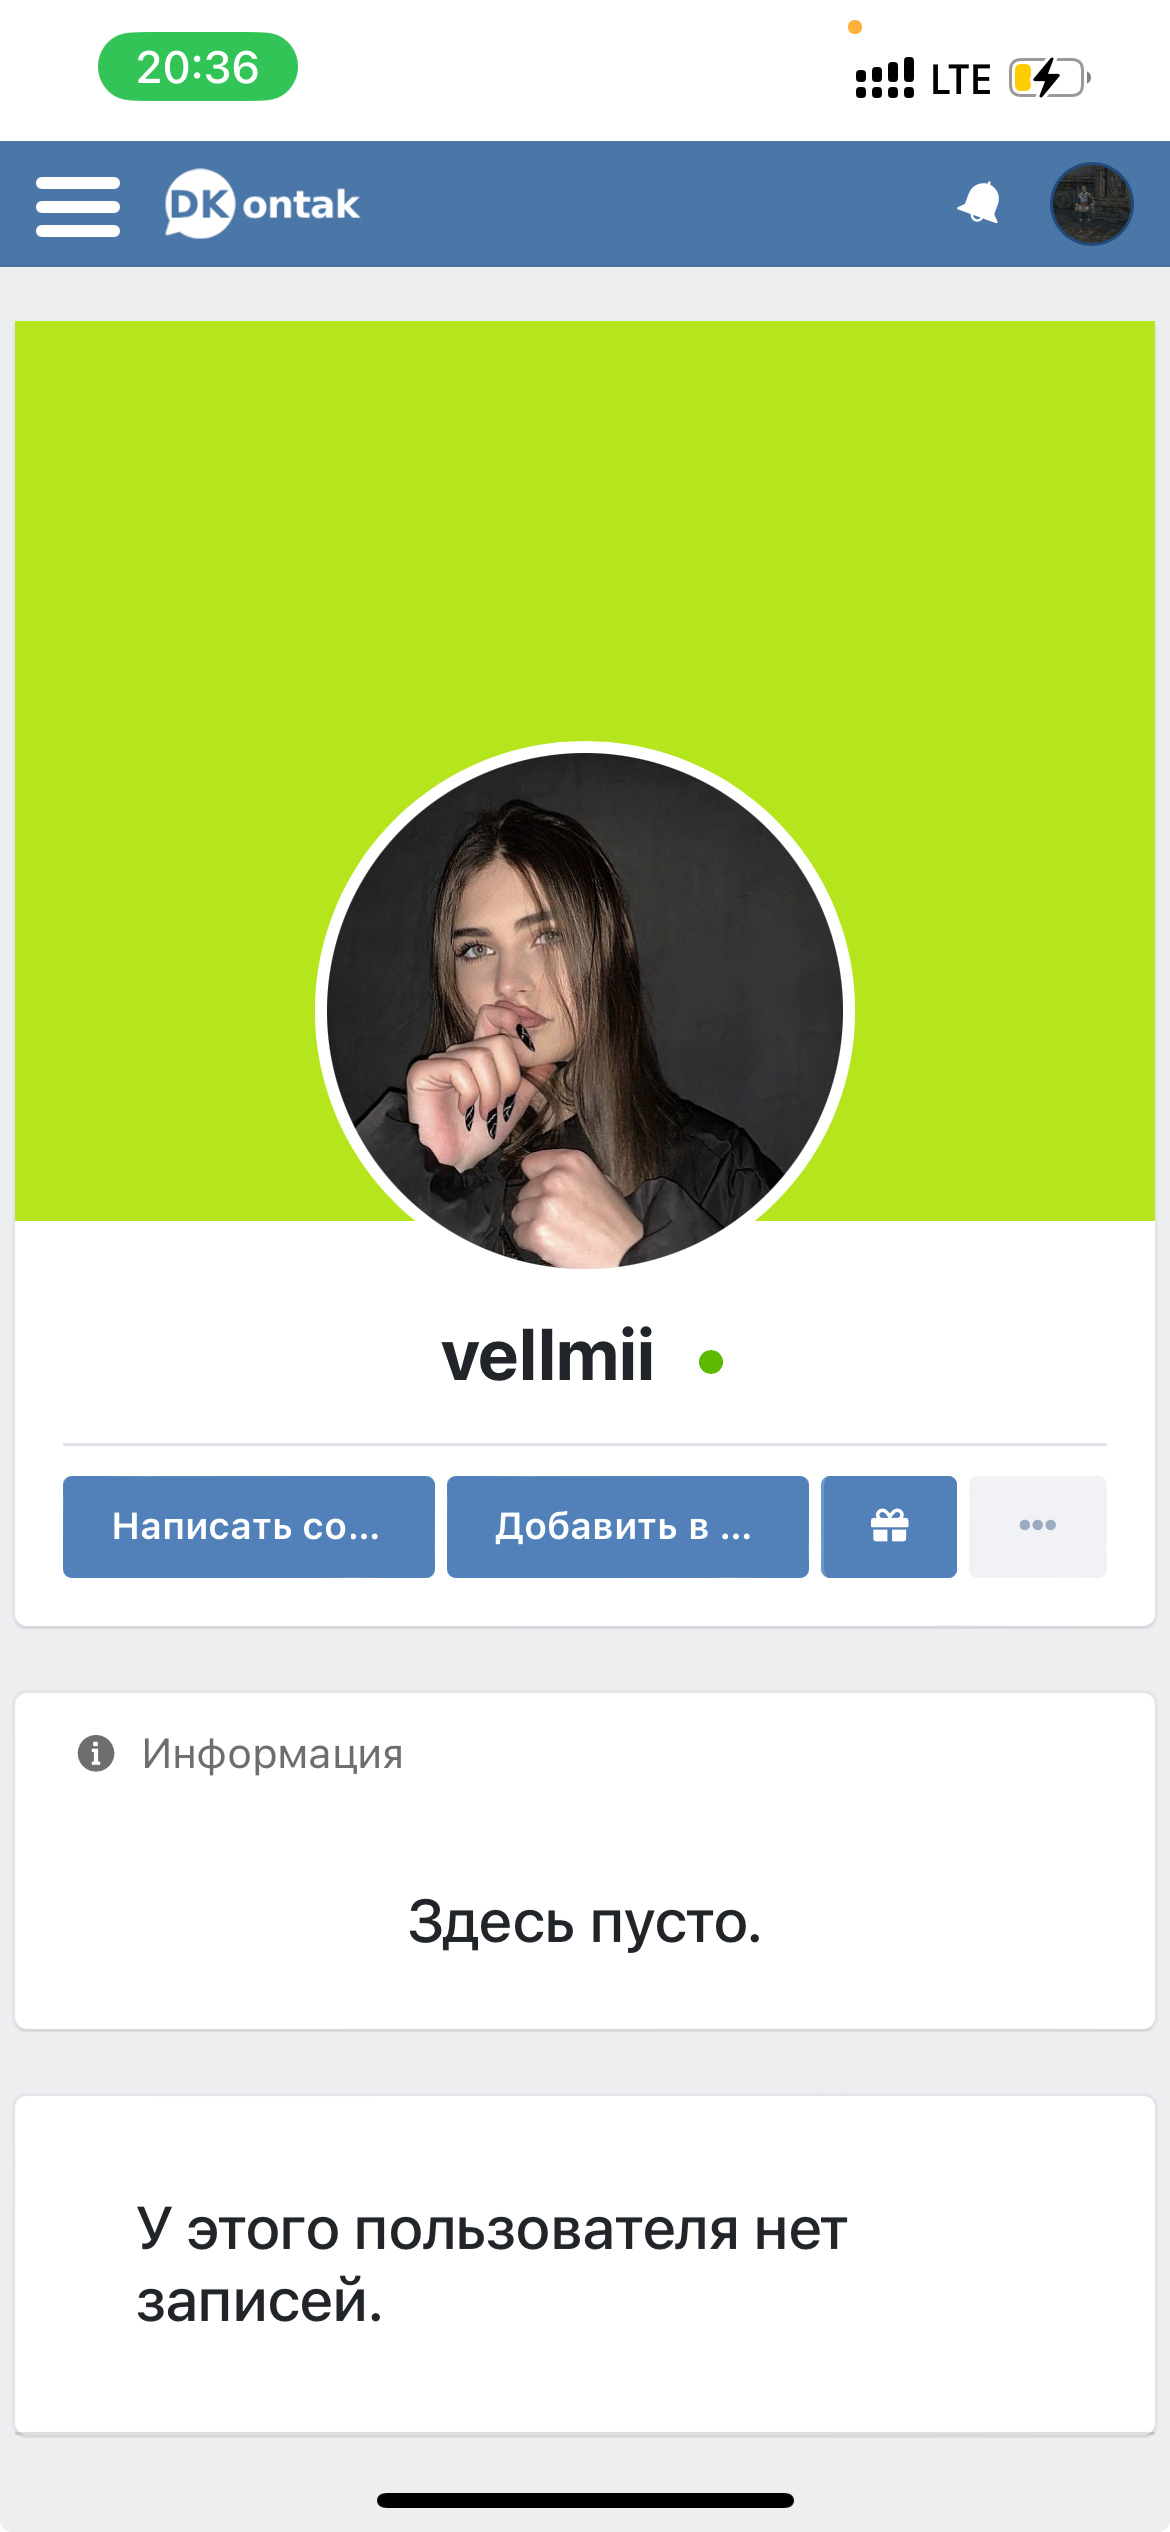 20:36
LTE
DKontak
vellmii
Написать со...
Добавить в ...
Информация
Здесь пусто.
У этого пользователя нет
записей.